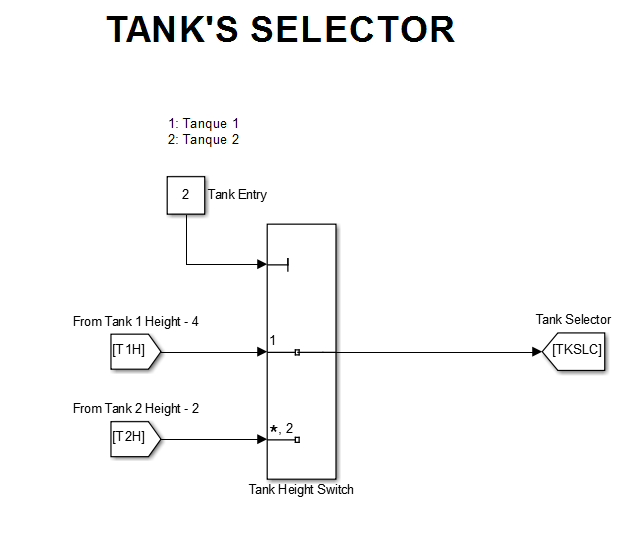 TANK'S SELECTOR
1: Tanque 1
2: Tanque 2
2
Tank Entry
From Tank 1 Height - 4
[T1H]
1
Tank Selector
[TKSLC]
From Tank 2 Height - 2
[T2H]
*, 2
Tank Height Switch